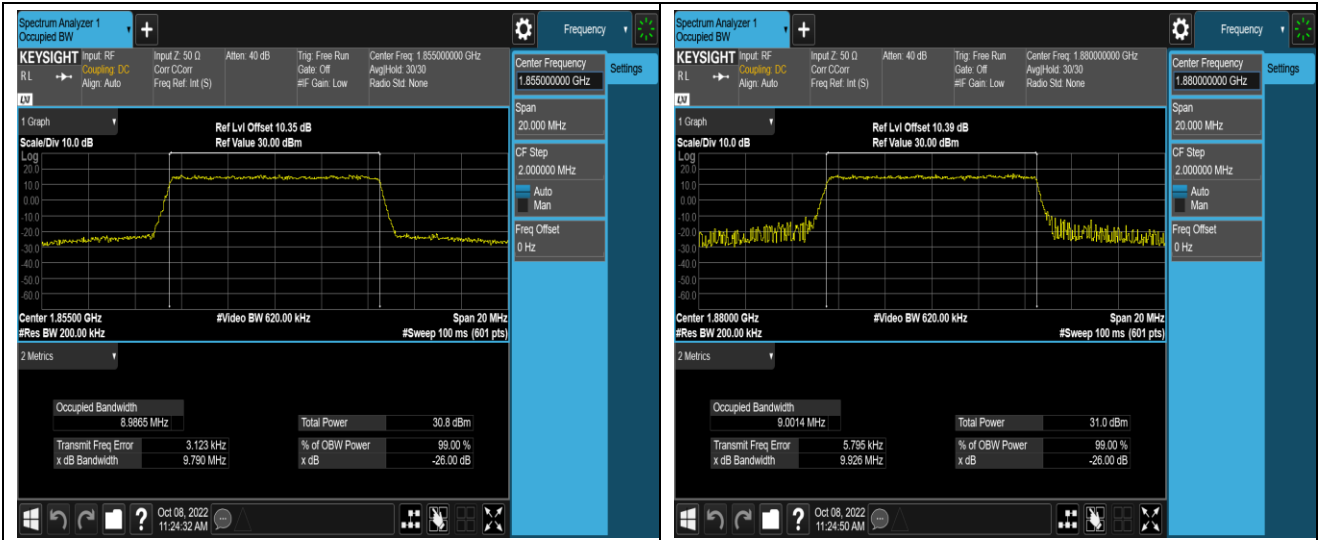 Spectrum Analyzer 1
Occupied BW
Frequency
KEYSIGHT
R L
LXI
Input: RF
Coupling: DC
Align: Auto
Input Z: 50 Ω
Corr CCorr
Freq Ref: Int (S)
Atten: 40 dB
Trig: Free Run
Gate: Off
#IF Gain: Low
Center Freq: 1.855000000 GHz
Avg|Hold: 30/30
Radio Std: None
Center Frequency
1.855000000 GHz
Settings
Span
20.000 MHz
CF Step
2.000000 MHz
Auto
Man
Freq Offset
0 Hz
1 Graph
Scale/Div 10.0 dB
Ref Lvl Offset 10.35 dB
Ref Value 30.00 dBm
Log
20.0
10.0
0.00
-10.0
-20.0
-30.0
-40.0
-50.0
-60.0
Center 1.85500 GHz
#Res BW 200.00 kHz
#Video BW 620.00 kHz
Span 20 MHz
#Sweep 100 ms (601 pts)
2 Metrics
Occupied Bandwidth
8.9865 MHz
Transmit Freq Error 3.123 kHz
x dB Bandwidth 9.790 MHz
Total Power 30.8 dBm
% of OBW Power 99.00 %
x dB -26.00 dB
?
Oct 08, 2022
11:24:32 AM
Spectrum Analyzer 1
Occupied BW
Frequency
KEYSIGHT
R L
LXI
Input: RF
Coupling: DC
Align: Auto
Input Z: 50 Ω
Corr CCorr
Freq Ref: Int (S)
Atten: 40 dB
Trig: Free Run
Gate: Off
#IF Gain: Low
Center Freq: 1.880000000 GHz
Avg|Hold: 30/30
Radio Std: None
Center Frequency
1.880000000 GHz
Settings
Span
20.000 MHz
CF Step
2.000000 MHz
Auto
Man
Freq Offset
0 Hz
1 Graph
Scale/Div 10.0 dB
Ref Lvl Offset 10.39 dB
Ref Value 30.00 dBm
Log
20.0
10.0
0.00
-10.0
-20.0
-30.0
-40.0
-50.0
-60.0
Center 1.88000 GHz
#Res BW 200.00 kHz
#Video BW 620.00 kHz
Span 20 MHz
#Sweep 100 ms (601 pts)
2 Metrics
Occupied Bandwidth
9.0014 MHz
Transmit Freq Error 5.795 kHz
x dB Bandwidth 9.926 MHz
Total Power 31.0 dBm
% of OBW Power 99.00 %
x dB -26.00 dB
?
Oct 08, 2022
11:24:50 AM